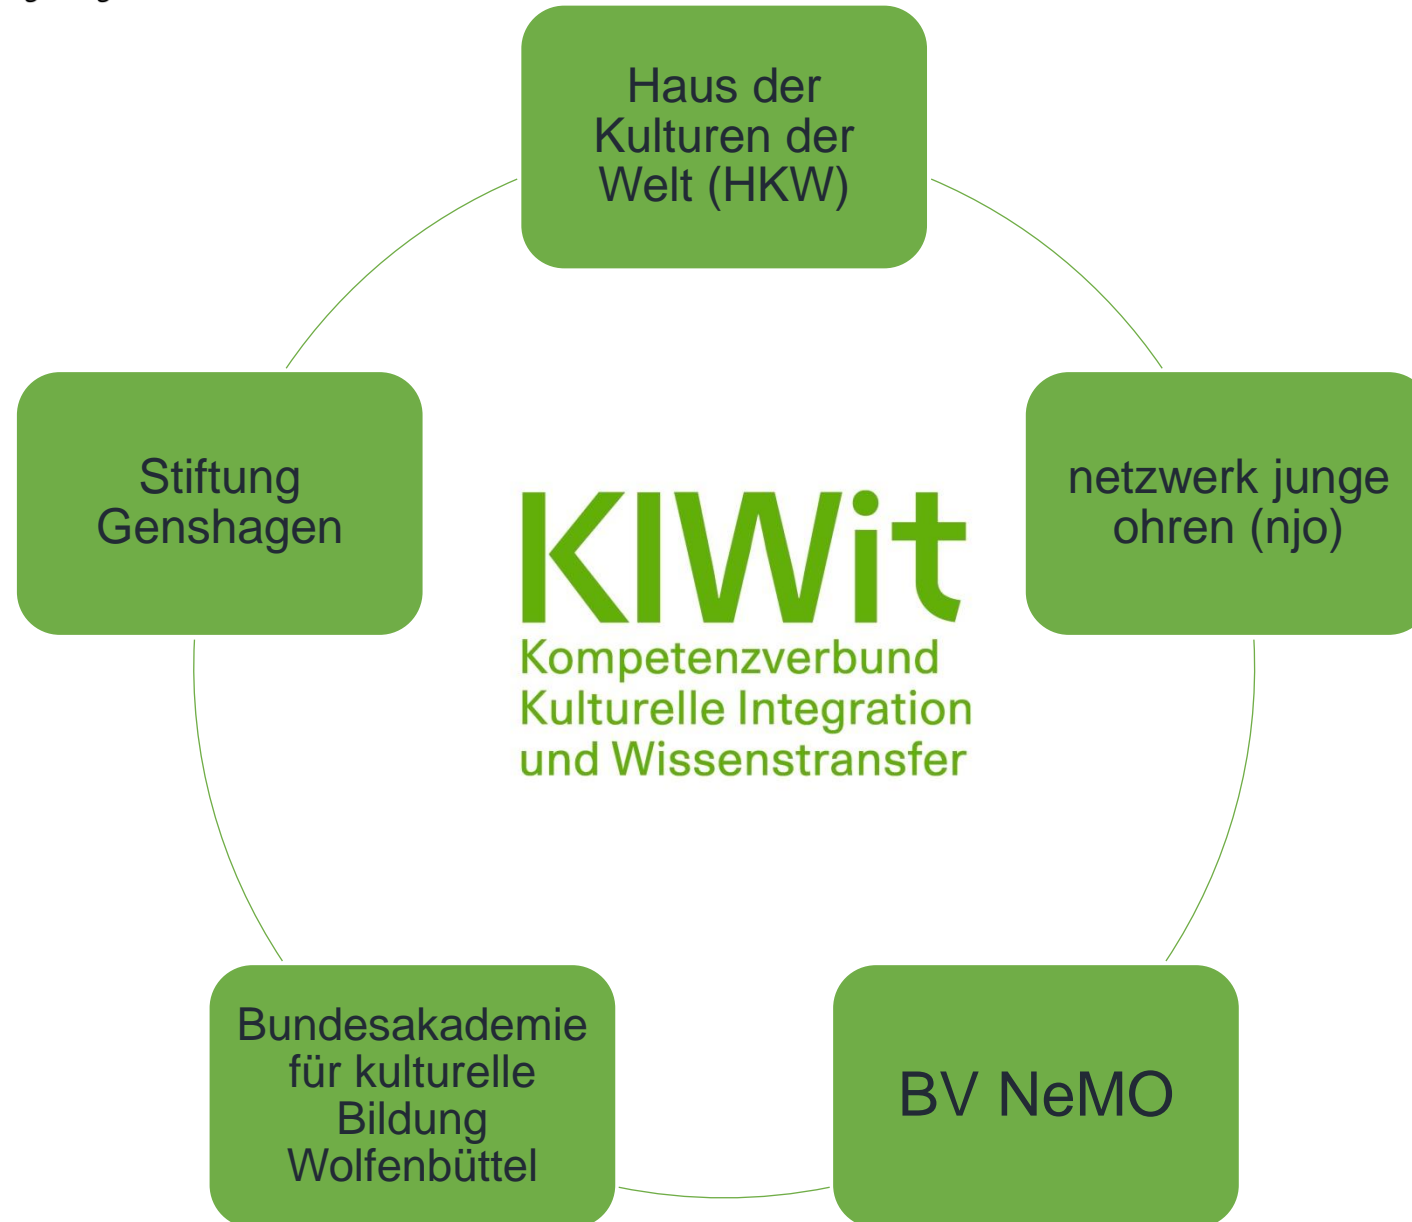 Haus der
Kulturen der
Welt (HKW)
Stiftung
Genshagen
netzwerk junge
ohren (njo)
KIWit
Kompetenzverbund
Kulturelle Integration
und Wissenstransfer
Bundesakademie
für kulturelle
Bildung
Wolfenbüttel
BV NeMO